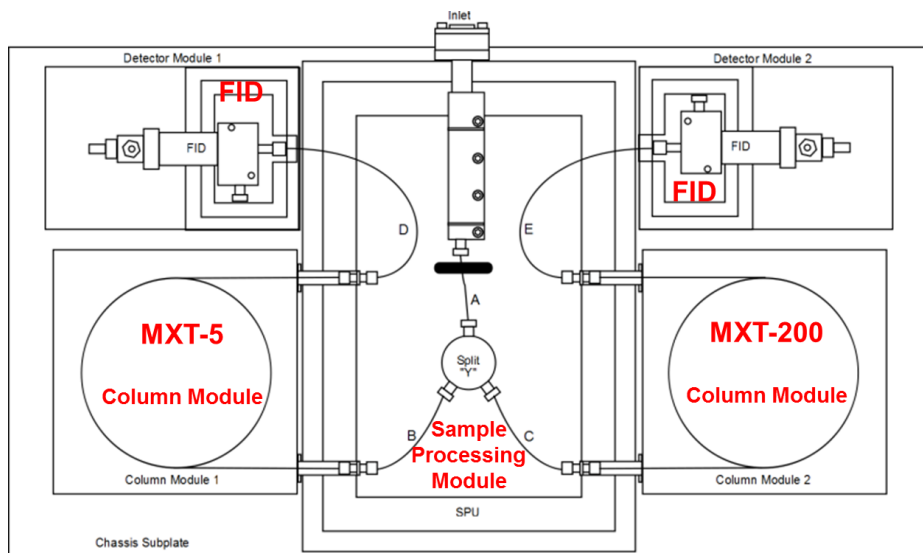 Inlet
Detector Module 1
Detector Module 2
FID
FID
FID
FID
D
E
A
MXT-5
Column Module
MXT-200
Column Module
Split
"Y"
B
C
Sample
Processing
Module
Column Module 1
Column Module 2
SPU
Chassis Subplate